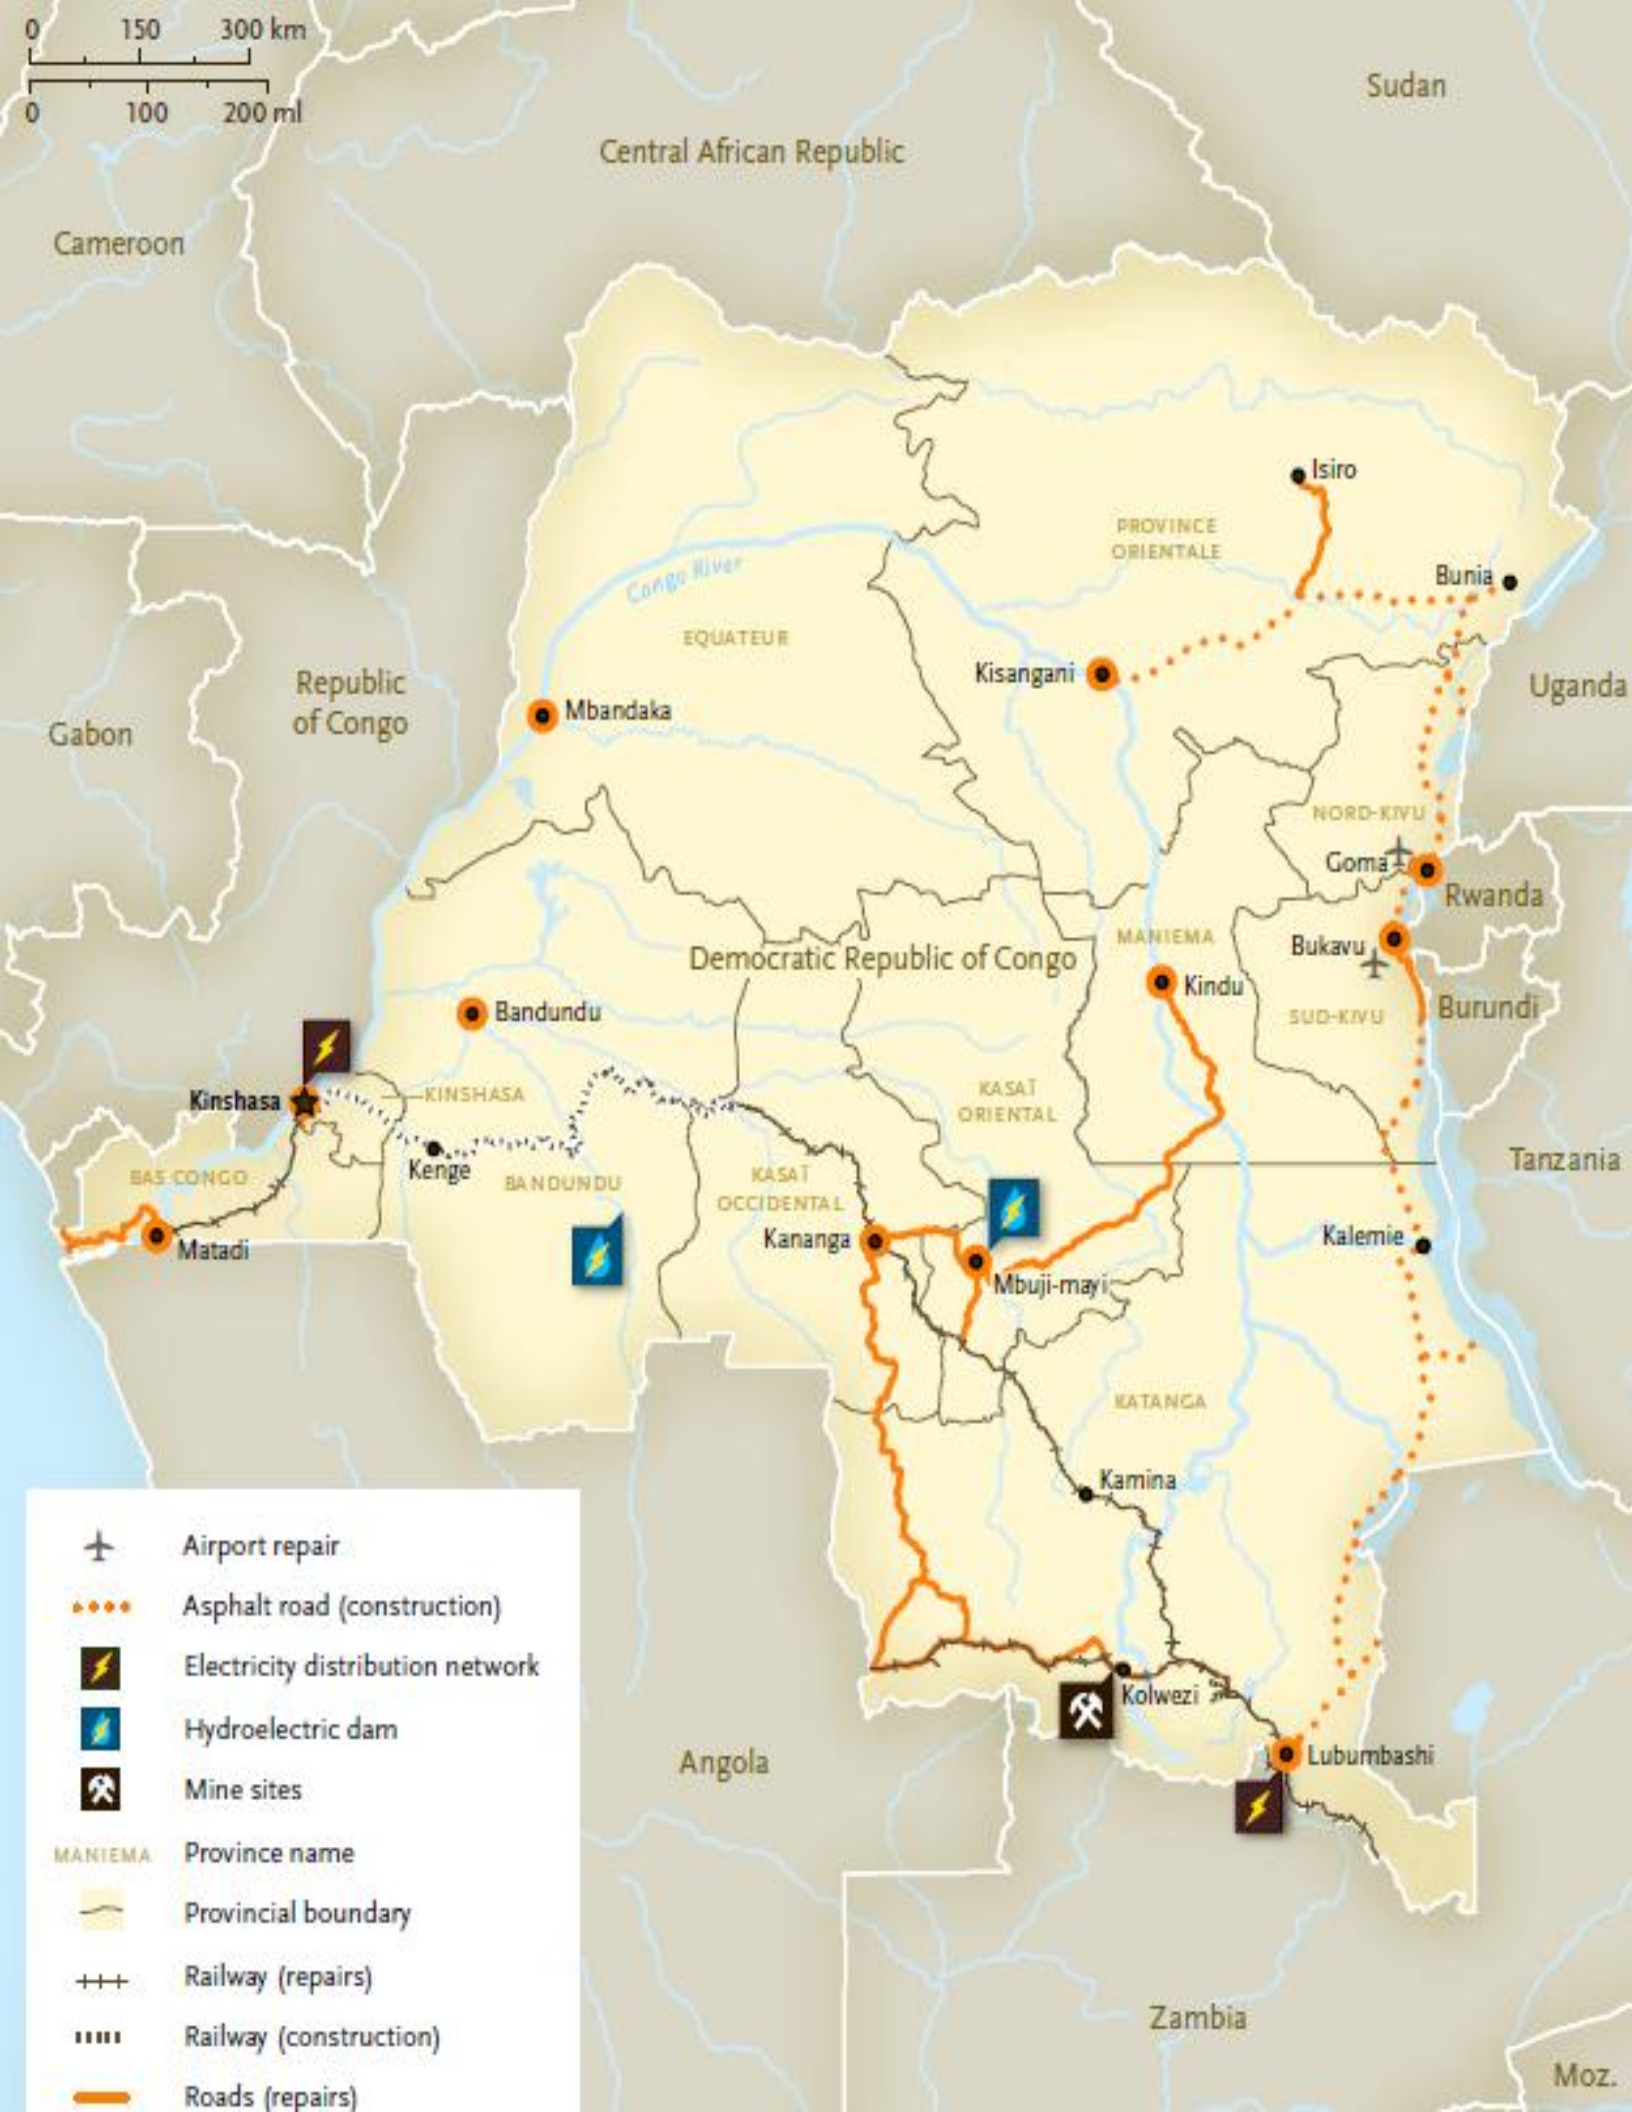 0 150 300 km
0 100 200 ml
Sudan
Central African Republic
Cameroon
Isiro
PROVINCE
ORIENTALE
Bunia
Congo River
EQUATEUR
Kisangani
Republic
of Congo
Uganda
Gabon
Mbandaka
NORD-KIVU
Goma
Rwanda
MANIEMA
Bukavu
Democratic Republic of Congo
Kindu
Bandundu
SUD-KIVU
Burundi
Kinshasa
KINSHASA
KASAÏ
ORIENTAL
Kenge
BAS CONGO
BANDUNDU
KASAÏ
OCCIDENTAL
Tanzania
Matadi
Kananga
Kalemie
Mbuji-mayi
KATANGA
Kamina
Kolwezi
Lubumbashi
Angola
Zambia
Moz.
Airport repair
Asphalt road (construction)
Electricity distribution network
Hydroelectric dam
Mine sites
MANIEMA Province name
Provincial boundary
Railway (repairs)
Railway (construction)
Roads (repairs)